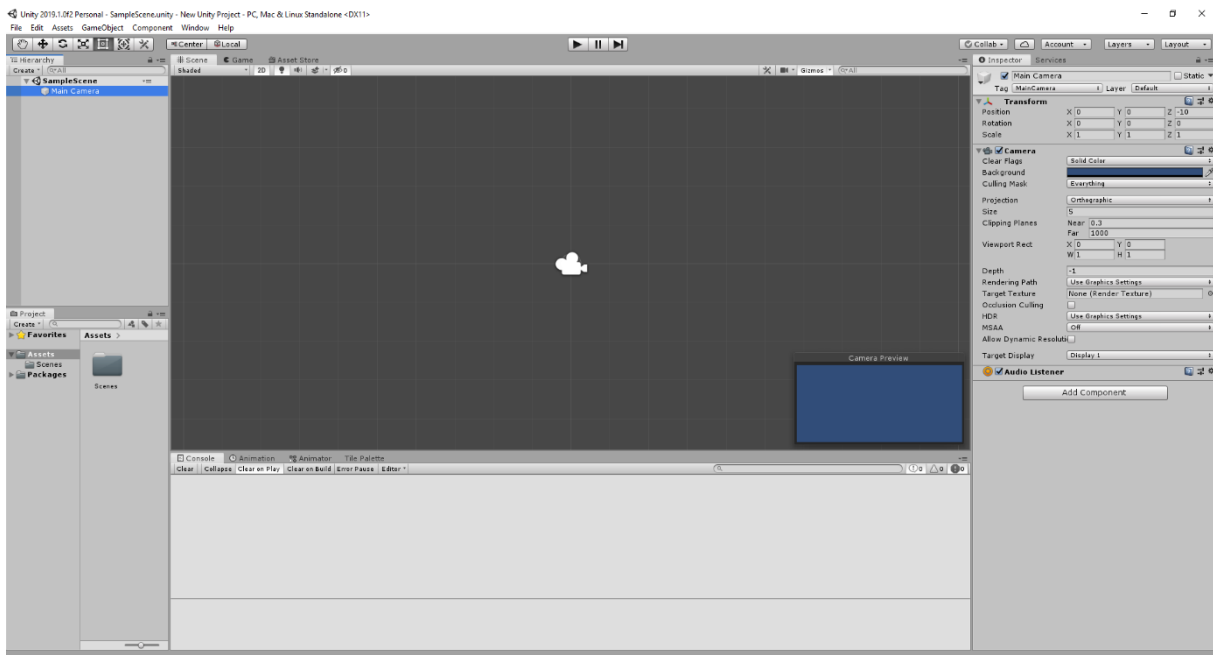 Unity 2019.1.0f2 Personal - SampleScene.unity - New Unity Project - PC, Mac & Linux Standalone <DX11>
File Edit Assets GameObject Component Window Help
Center Local
Collab Account Layers Layout
Hierarchy
Create All
SampleScene
Main Camera
Scene Game Asset Store
Shaded 2D 0 Gizmos All
Project
Create
Favorites
Assets
Scenes
Packages
Assets >
Scenes
Camera Preview
Console Animation Animator Tile Palette
Clear Collapse Clear on Play Clear on Build Error Pause Editor 0 0 0
Inspector Services
Main Camera Static
Tag MainCamera Layer Default
Transform
Position X 0 Y 0 Z -10
Rotation X 0 Y 0 Z 0
Scale X 1 Y 1 Z 1
Camera
Clear Flags Solid Color
Background
Culling Mask Everything
Projection Orthographic
Size 5
Clipping Planes Near 0.3
Far 1000
Viewport Rect X 0 Y 0
W 1 H 1
Depth -1
Rendering Path Use Graphics Settings
Target Texture None (Render Texture)
Occlusion Culling
HDR Use Graphics Settings
MSAA Off
Allow Dynamic Resoluti
Target Display Display 1
Audio Listener
Add Component